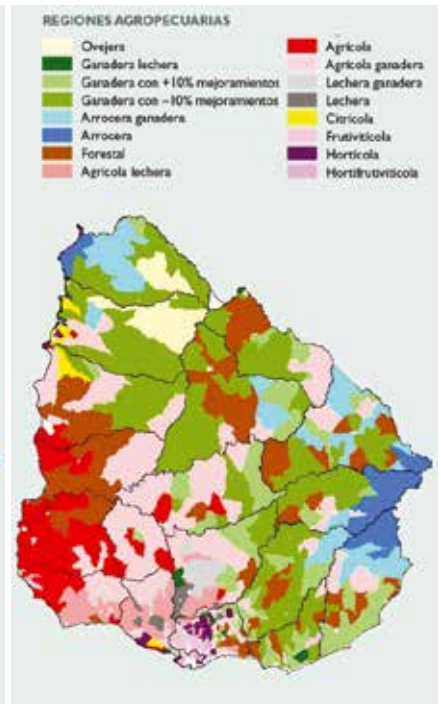 REGIONES AGROPECUARIAS
Ovejera
Ganadera lechera
Ganadera con +10% mejoramientos
Ganadera con −10% mejoramientos
Arrocera ganadera
Arrocera
Forestal
Agrícola lechera
Agrícola
Agrícola ganadera
Lechera ganadera
Lechera
Citrícola
Frutivitícola
Hortícola
Hortifrutivitícola